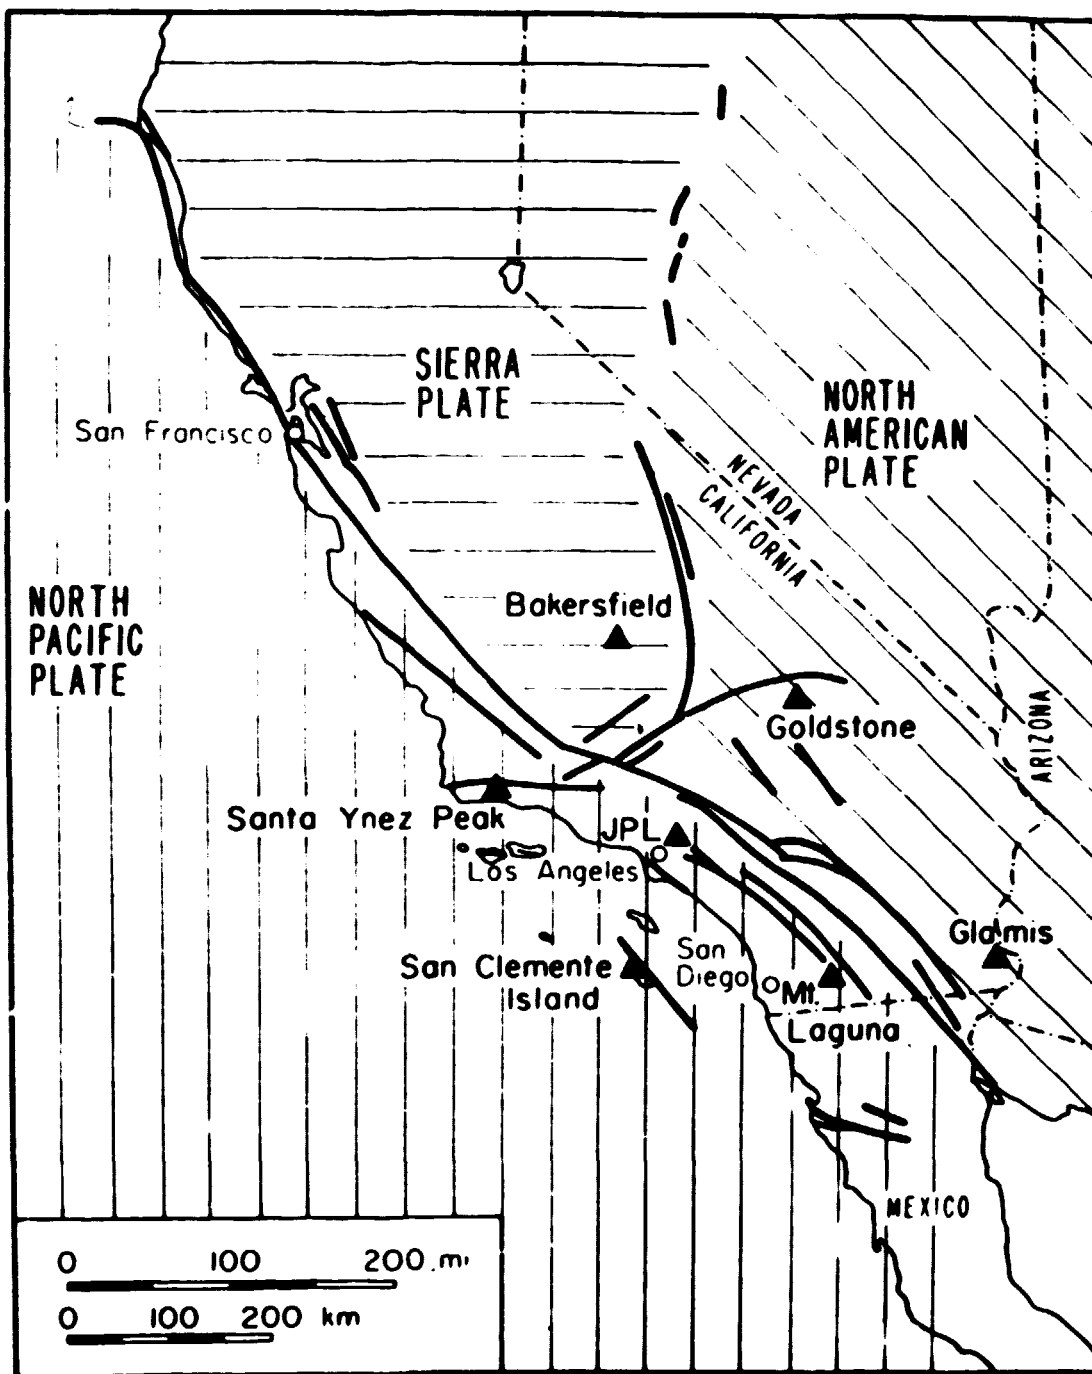 SIERRA
PLATE
NORTH
AMERICAN
PLATE
San Francisco
NEVADA
CALIFORNIA
NORTH
PACIFIC
PLATE
Bakersfield
Goldstone
ARIZONA
Santa Ynez Peak
JPL
Los Angeles
Glamis
San
Diego
San Clemente
Island
Mt.
Laguna
MEXICO
0 100 200 mi
0 100 200 km